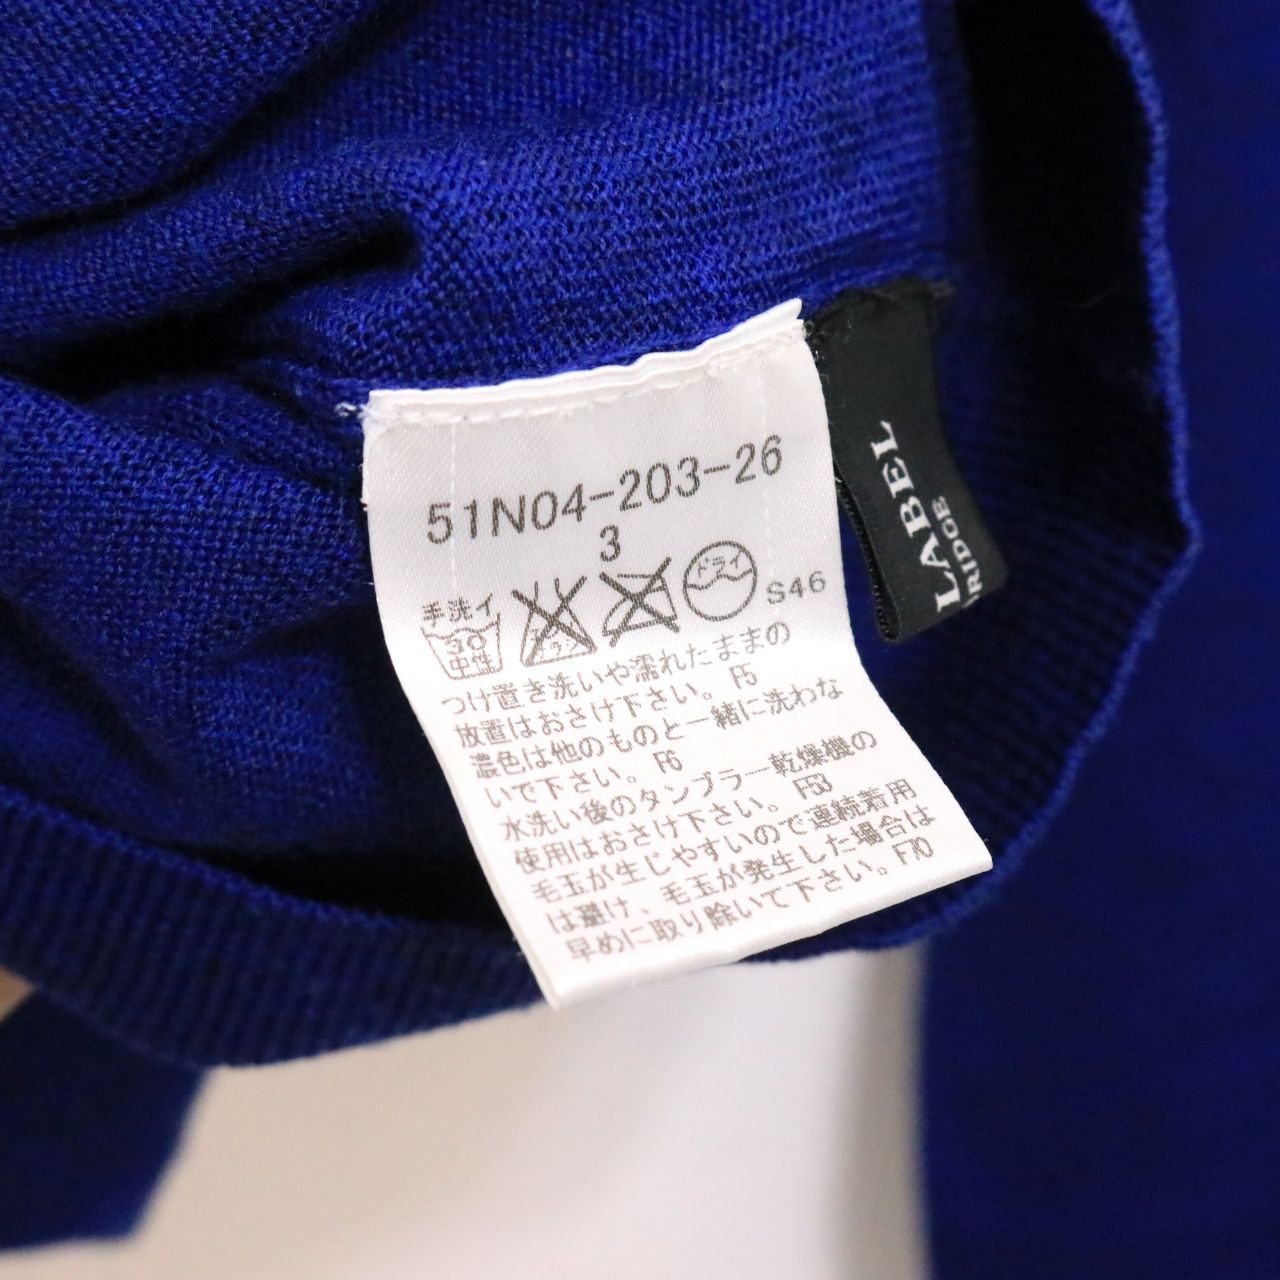 51N04-203-26
3
手洗イ
30
中性
ドライ
S46
つけ置き洗いや濡れたままの
放置はおさけ下さい。F5
濃色は他のものと一緒に洗わな
いで下さい。F6
水洗い後のタンブラー乾燥機の
使用はおさけ下さい。F53
毛玉が生じやすいので連続着用
は避け、毛玉が発生した場合は
早めに取り除いて下さい。F70
LABEL
RIDGE